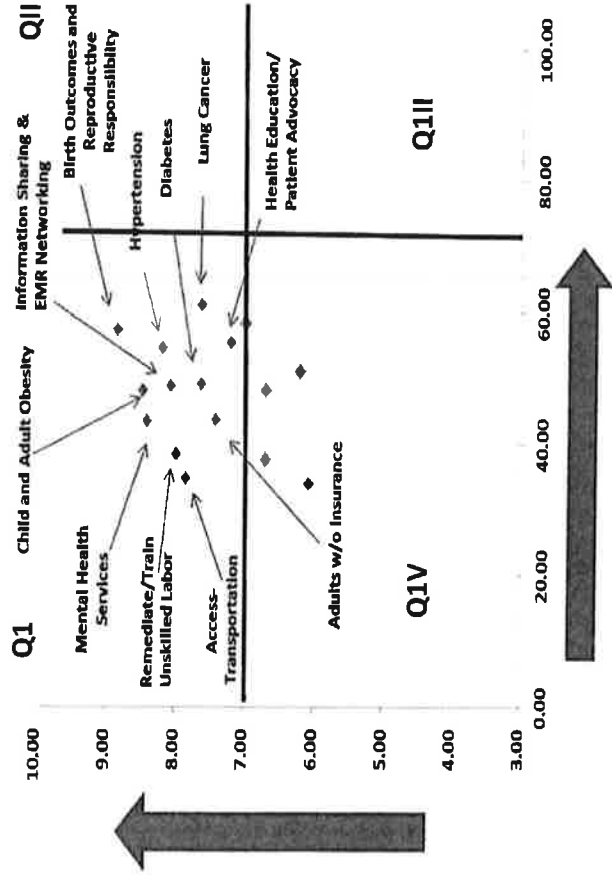 Q1
QII
Child and Adult Obesity
Information Sharing &
EMR Networking
Birth Outcomes and
Reproductive
Responsiiblity
Hypertension
Diabetes
Lung Cancer
Health Education/
Patient Advocacy
Mental Health
Services
Remediate/Train
Unskilled Labor
Access-
Transportation
Adults w/o Insurance
Q1V
Q1II
10.00
9.00
8.00
7.00
6.00
5.00
4.00
3.00
0.00
20.00
40.00
60.00
80.00
100.00